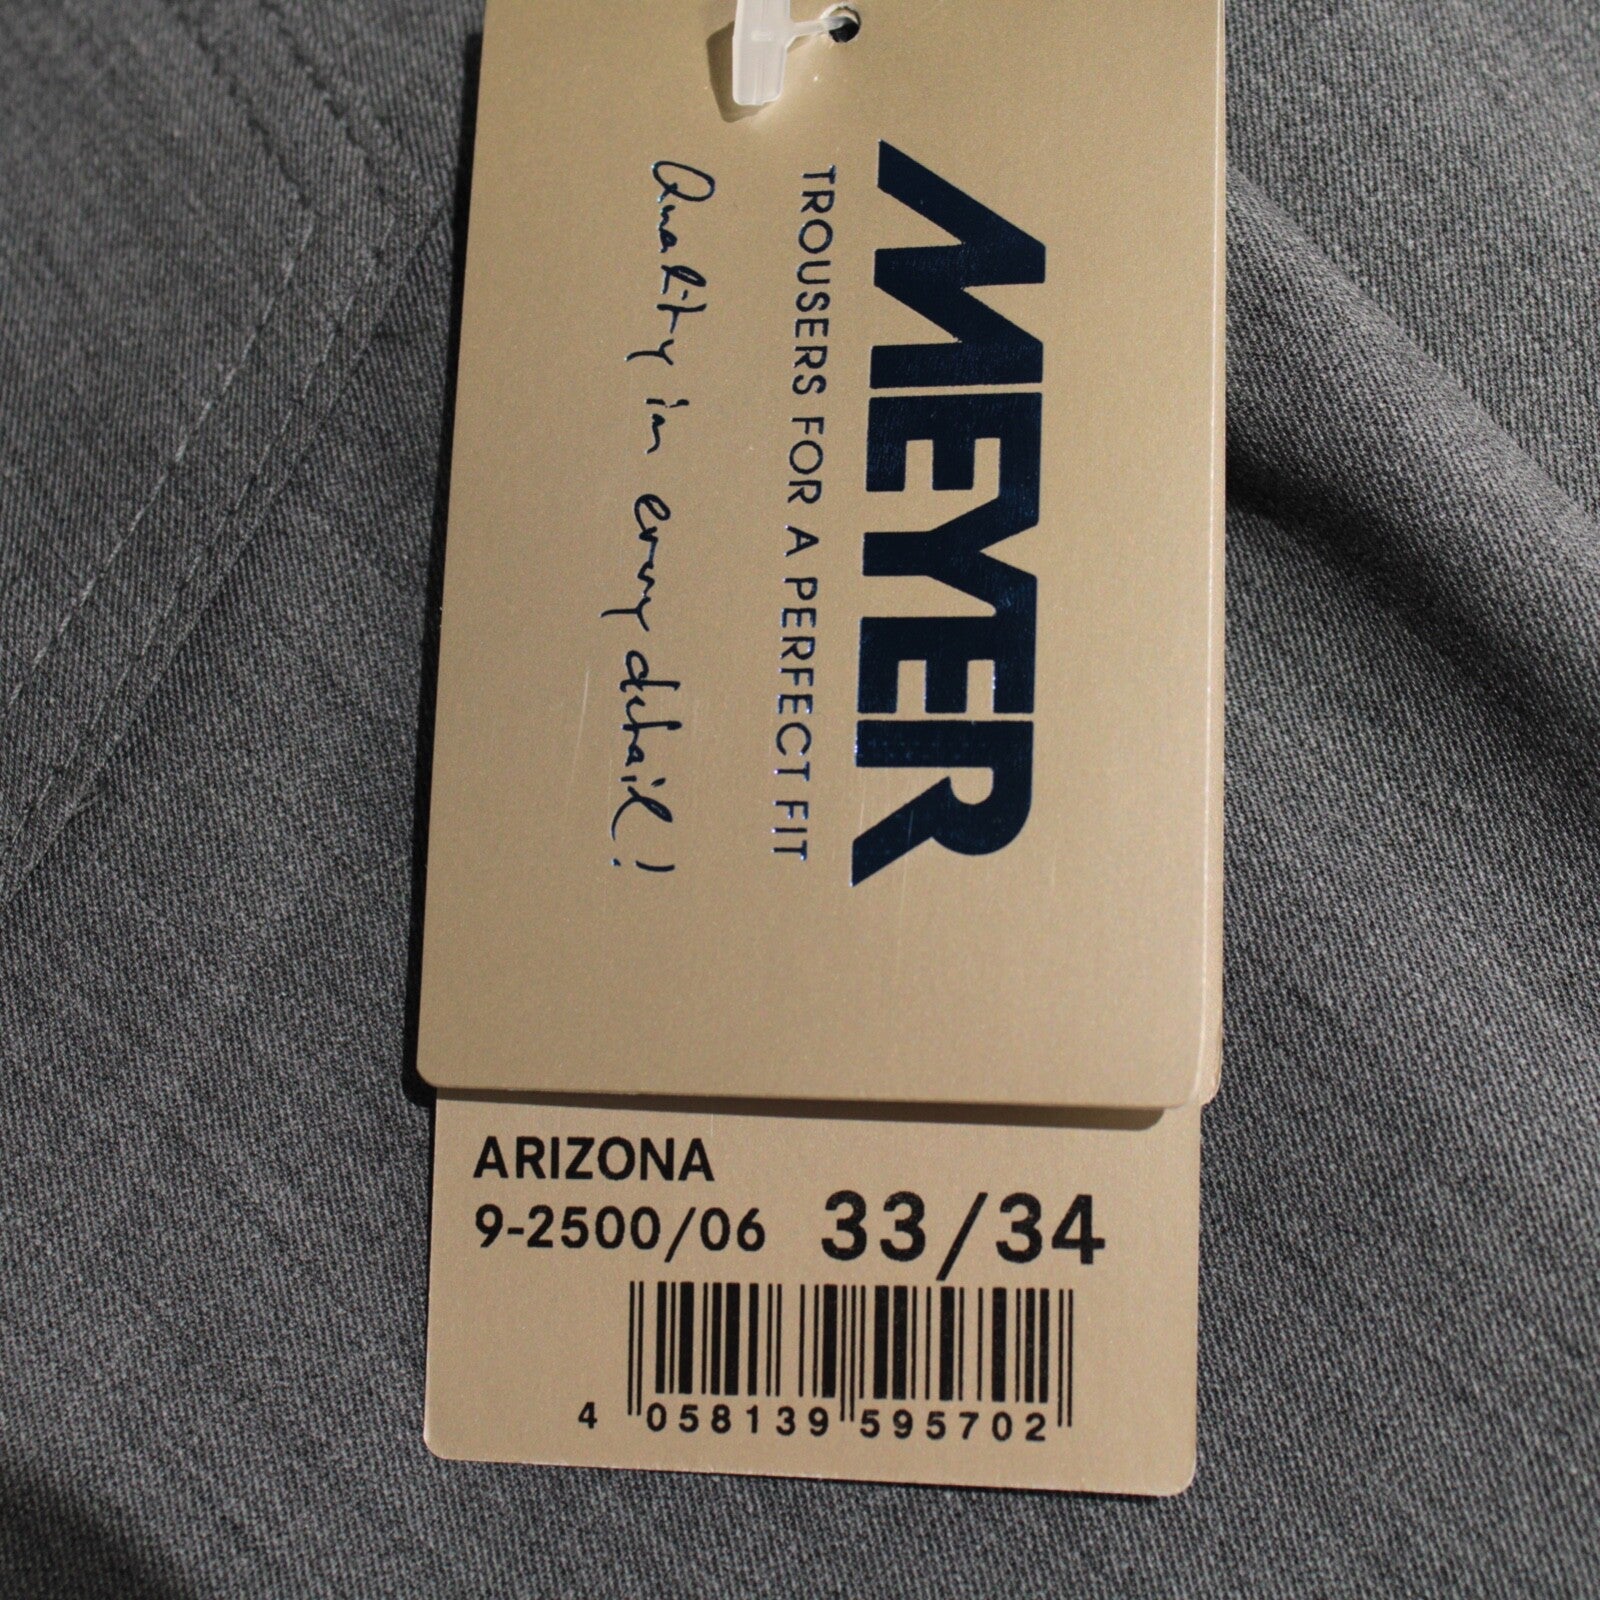 MEYER
TROUSERS FOR A PERFECT FIT
Quality in every detail!
ARIZONA
9-2500/06 33/34
4 058139 595702